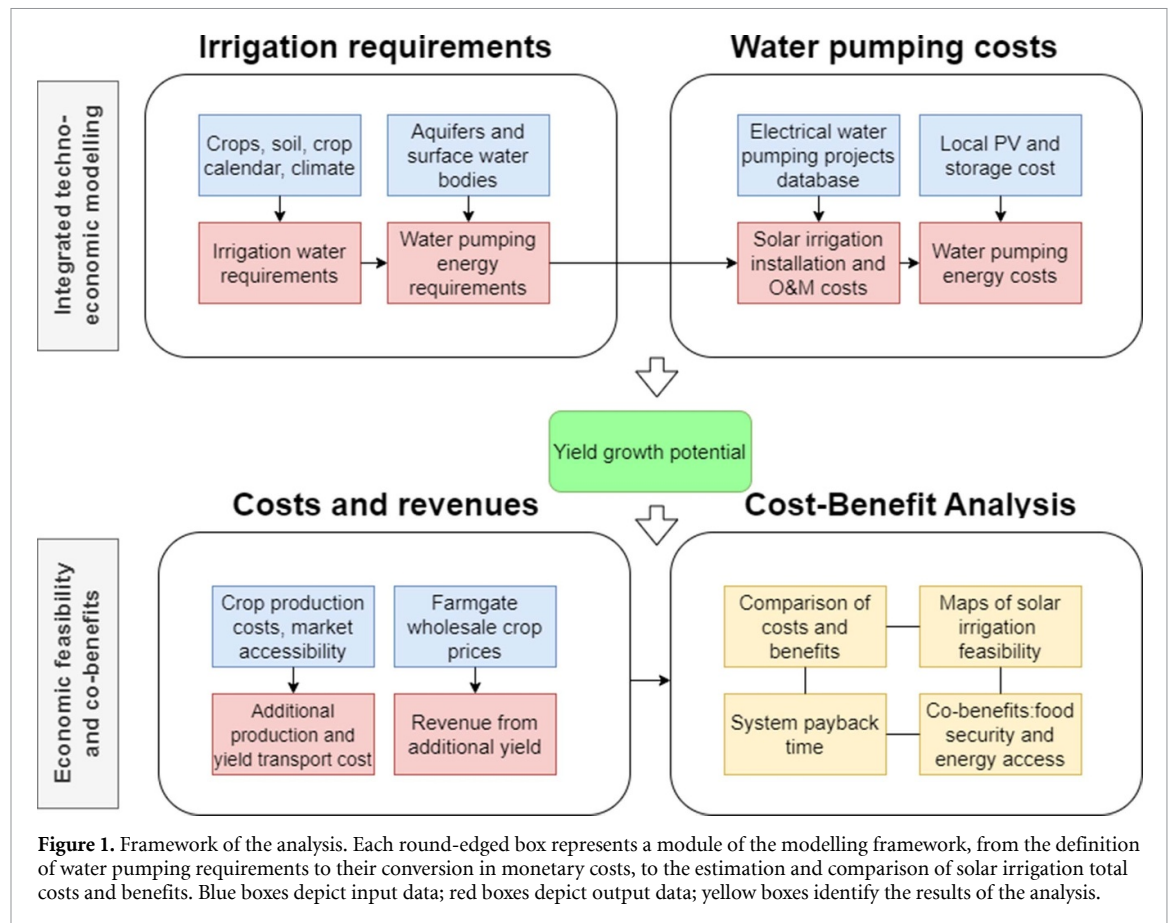 Irrigation requirements
Water pumping costs
Integrated techno-
economic modelling
Crops, soil, crop
calendar, climate
Aquifers and
surface water
bodies
Electrical water
pumping projects
database
Local PV and
storage cost
Irrigation water
requirements
Water pumping
energy
requirements
Solar irrigation
installation and
O&M costs
Water pumping
energy costs
Yield growth potential
Costs and revenues
Cost-Benefit Analysis
Economic feasibility
and co-benefits
Crop production
costs, market
accessibility
Farmgate
wholesale crop
prices
Comparison of
costs and
benefits
Maps of solar
irrigation
feasibility
Additional
production and
yield transport cost
Revenue from
additional yield
System payback
time
Co-benefits:food
security and
energy access
Figure 1. Framework of the analysis. Each round-edged box represents a module of the modelling framework, from the definition
of water pumping requirements to their conversion in monetary costs, to the estimation and comparison of solar irrigation total
costs and benefits. Blue boxes depict input data; red boxes depict output data; yellow boxes identify the results of the analysis.